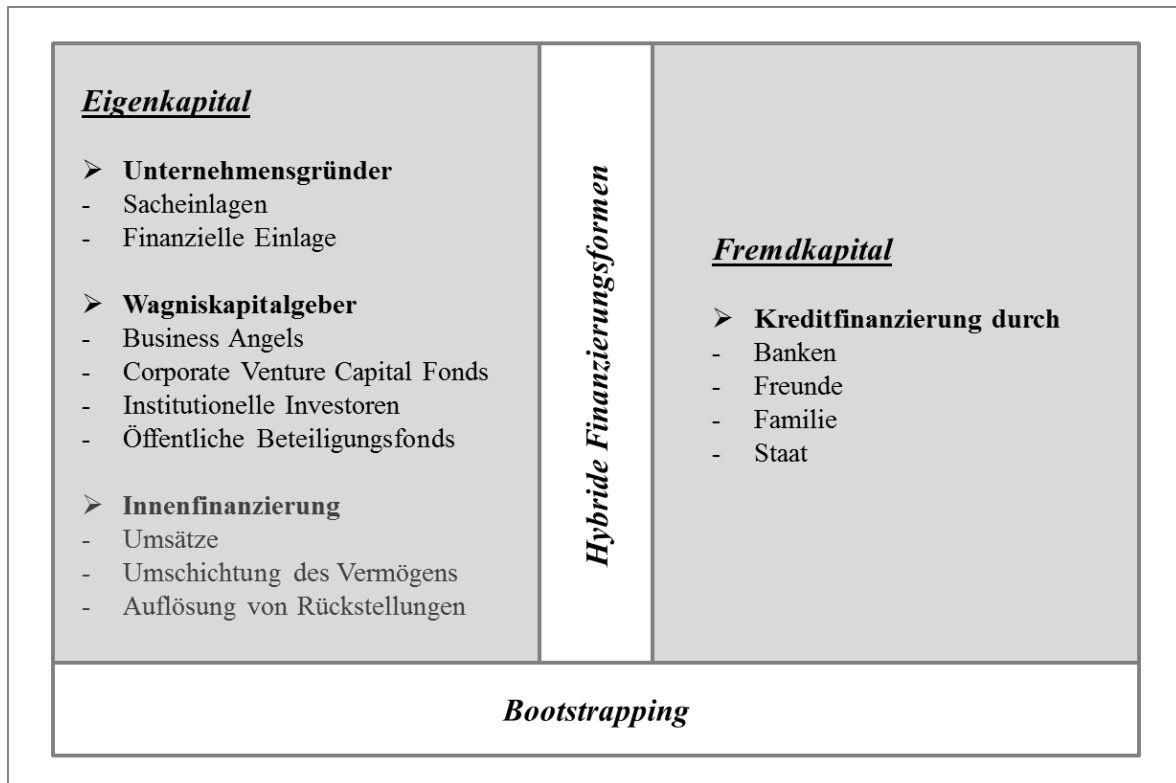 Eigenkapital
➢ Unternehmensgründer
- Sacheinlagen
- Finanzielle Einlage
➢ Wagniskapitalgeber
- Business Angels
- Corporate Venture Capital Fonds
- Institutionelle Investoren
- Öffentliche Beteiligungsfonds
➢ Innenfinanzierung
- Umsätze
- Umschichtung des Vermögens
- Auflösung von Rückstellungen
Hybride Finanzierungsformen
Fremdkapital
➢ Kreditfinanzierung durch
- Banken
- Freunde
- Familie
- Staat
Bootstrapping